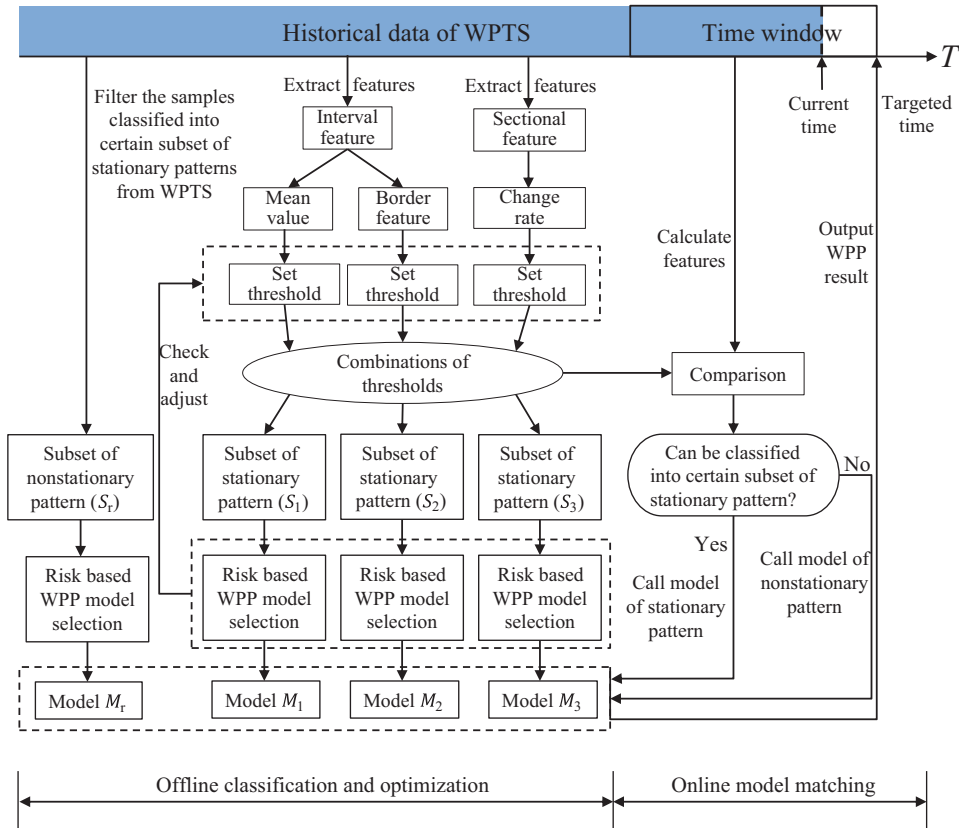 Historical data of WPTS
Time window
T
Filter the samples
classified into
certain subset of
stationary patterns
from WPTS
Extract features
Extract features
Current
time
Targeted
time
Interval
feature
Sectional
feature
Mean
value
Border
feature
Change
rate
Calculate
features
Output
WPP
result
Set
threshold
Set
threshold
Set
threshold
Check
and
adjust
Combinations of
thresholds
Comparison
Subset of
nonstationary
pattern (Sr)
Subset of
stationary
pattern (S1)
Subset of
stationary
pattern (S2)
Subset of
stationary
pattern (S3)
Can be classified
into certain subset of
stationary pattern?
No
Yes
Risk based
WPP model
selection
Risk based
WPP model
selection
Risk based
WPP model
selection
Risk based
WPP model
selection
Call model
of stationary
pattern
Call model of
nonstationary
pattern
Model Mr
Model M1
Model M2
Model M3
Offline classification and optimization
Online model matching